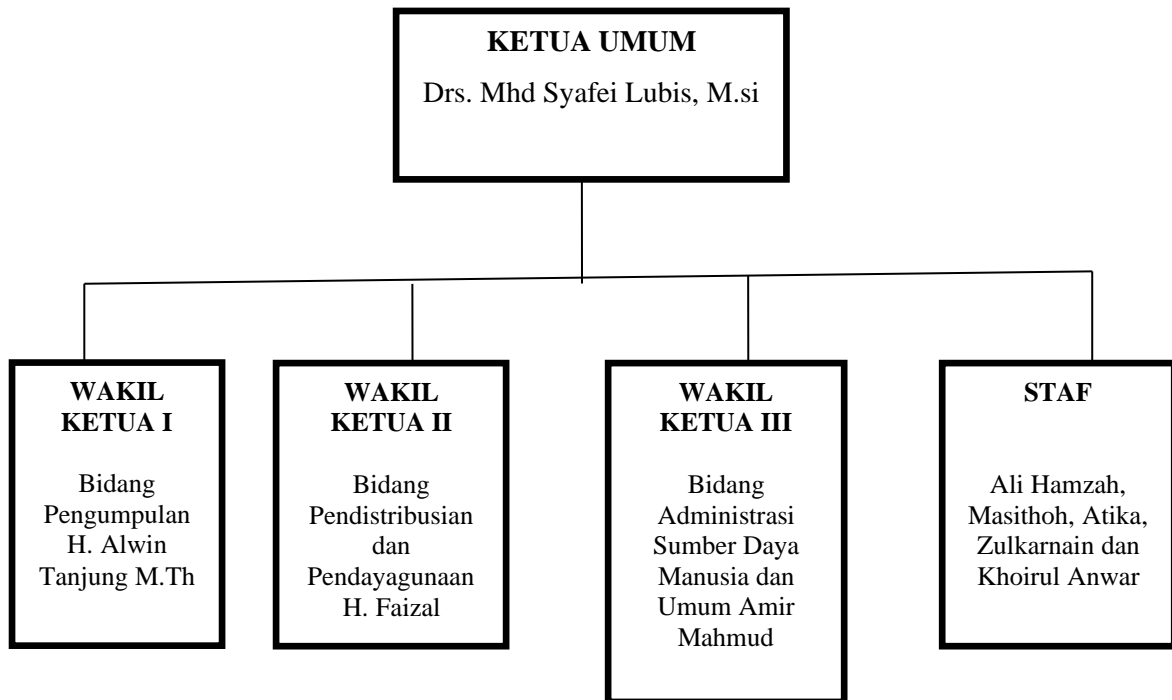 KETUA UMUM
Drs. Mhd Syafei Lubis, M.si
WAKIL
KETUA I
Bidang
Pengumpulan
H. Alwin
Tanjung M.Th
WAKIL
KETUA II
Bidang
Pendistribusian
dan
Pendayagunaan
H. Faizal
WAKIL
KETUA III
Bidang
Administrasi
Sumber Daya
Manusia dan
Umum Amir
Mahmud
STAF
Ali Hamzah,
Masithoh, Atika,
Zulkarnain dan
Khoirul Anwar